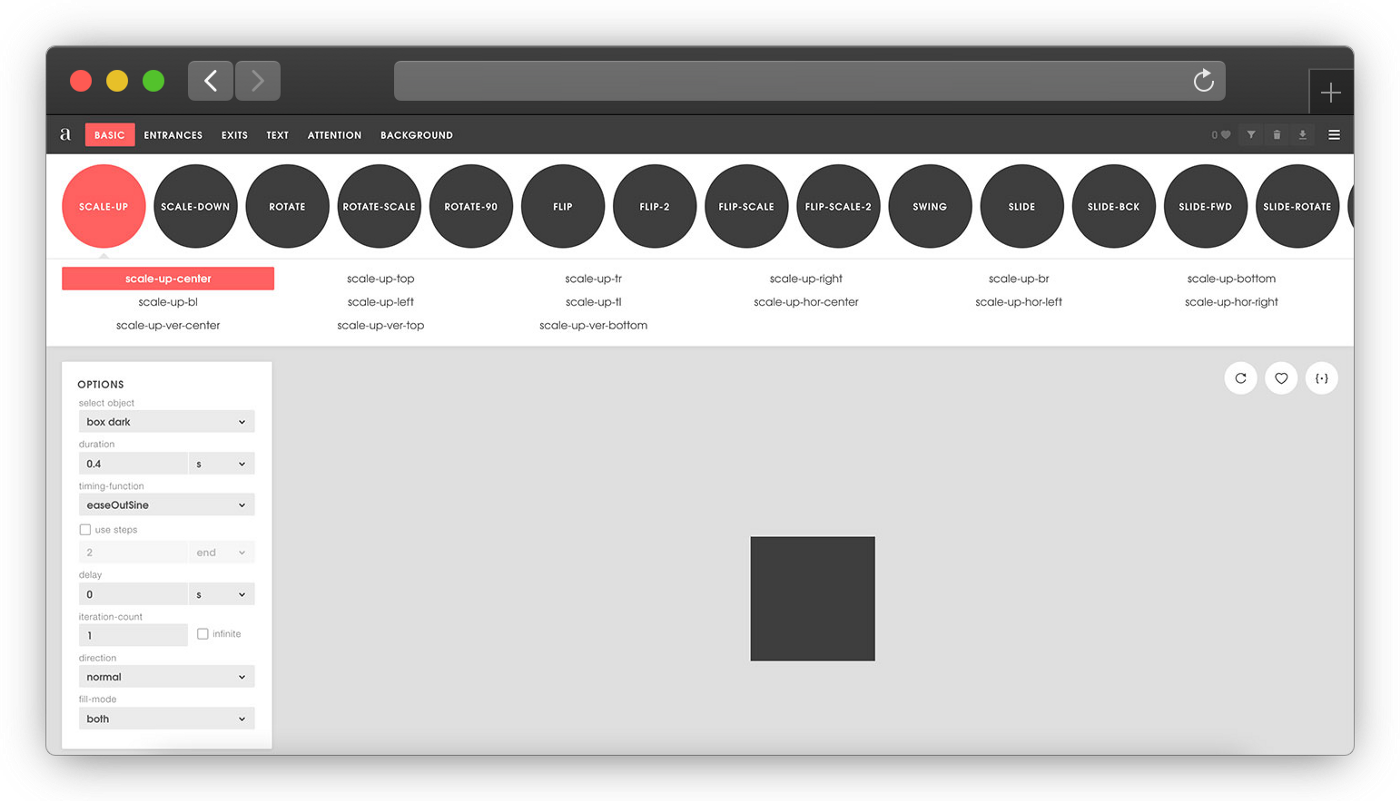 a BASIC ENTRANCES EXITS TEXT ATTENTION BACKGROUND 0
SCALE-UP SCALE-DOWN ROTATE ROTATE-SCALE ROTATE-90 FLIP FLIP-2 FLIP-SCALE FLIP-SCALE-2 SWING SLIDE SLIDE-BCK SLIDE-FWD SLIDE-ROTATE
scale-up-center scale-up-top scale-up-tr scale-up-right scale-up-br scale-up-bottom
scale-up-bl scale-up-left scale-up-tl scale-up-hor-center scale-up-hor-left scale-up-hor-right
scale-up-ver-center scale-up-ver-top scale-up-ver-bottom
OPTIONS
select object
box dark
duration
0.4 s
timing-function
easeOutSine
use steps
2 end
delay
0 s
iteration-count
1 infinite
direction
normal
fill-mode
both